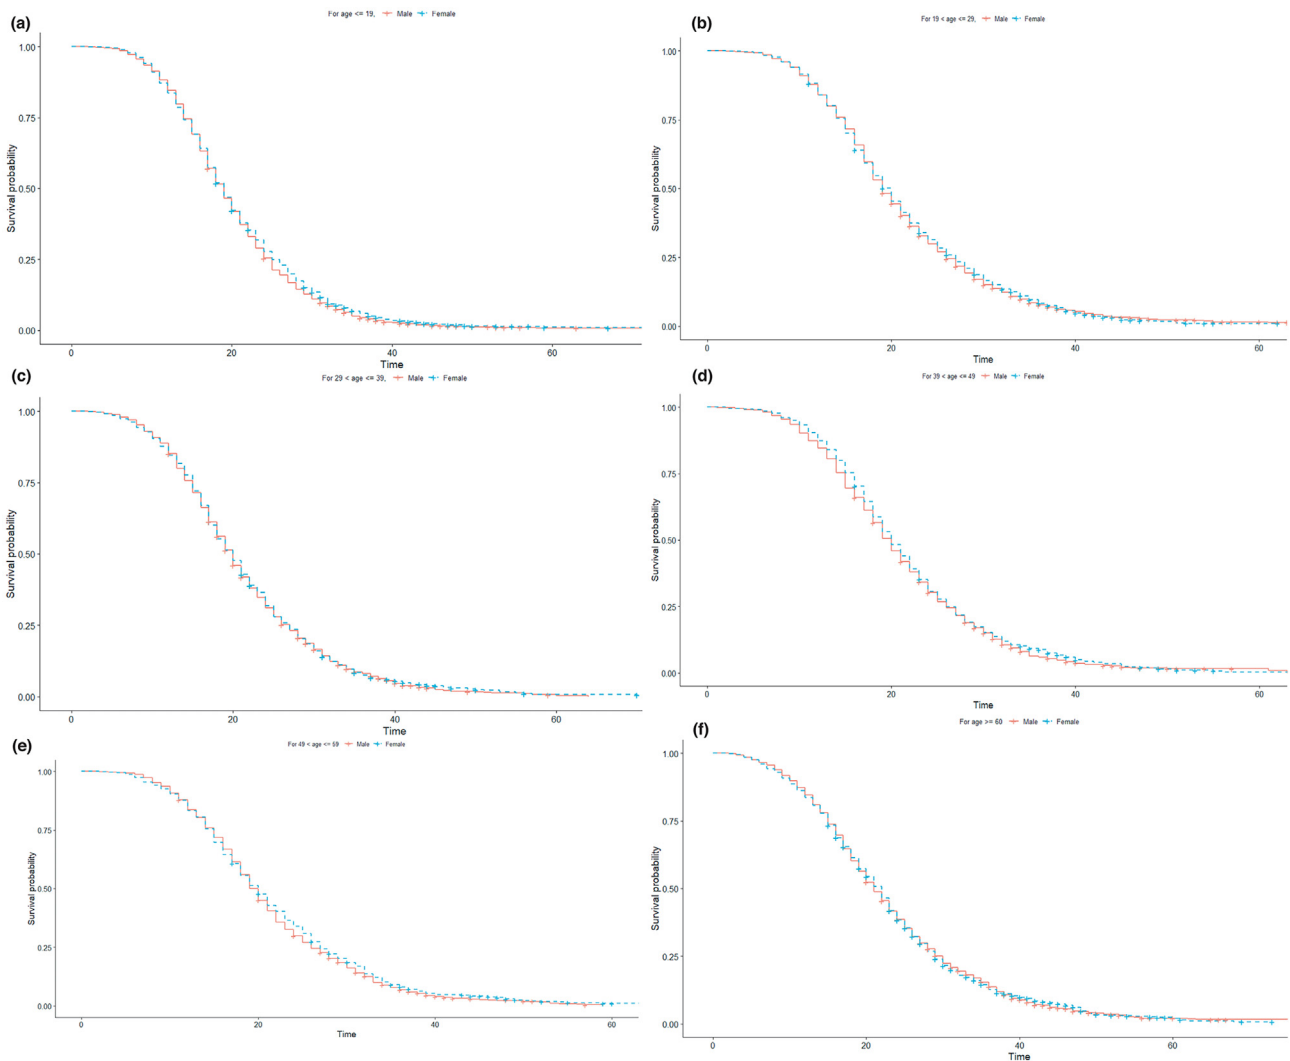 (a)
For age <= 19, Male Female
Survival probability
1.00
0.75
0.50
0.25
0.00
0 20 40 60
Time
(b)
For 19 < age <= 29, Male Female
Survival probability
1.00
0.75
0.50
0.25
0.00
0 20 40 60
Time
(c)
For 29 < age <= 39, Male Female
Survival probability
1.00
0.75
0.50
0.25
0.00
0 20 40 60
Time
(d)
For 39 < age <= 49 Male Female
Survival probability
1.00
0.75
0.50
0.25
0.00
0 20 40 60
Time
(e)
For 49 < age <= 59 Male Female
Survival probability
1.00
0.75
0.50
0.25
0.00
0 20 40 60
Time
(f)
For age >= 60 Male Female
Survival probability
1.00
0.75
0.50
0.25
0.00
0 20 40 60
Time